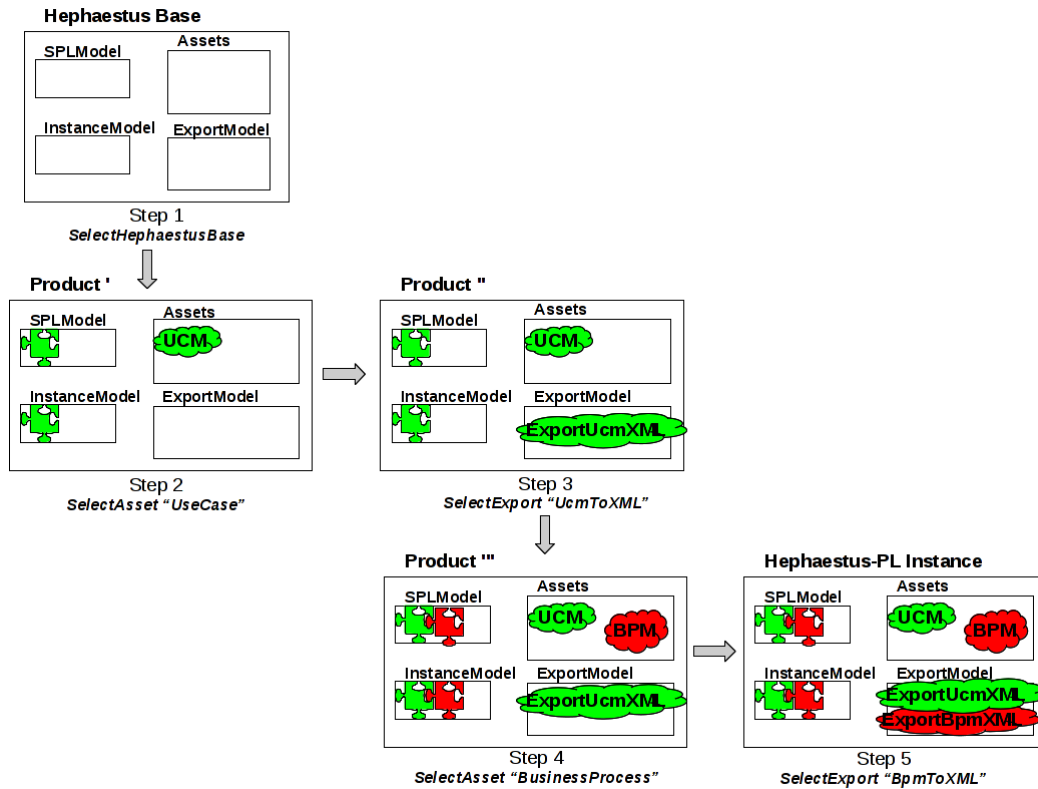 Hephaestus Base
Assets
SPLModel
InstanceModel
ExportModel
Step 1
SelectHephaestusBase
Product '
Assets
SPLModel
UCM
InstanceModel
ExportModel
Step 2
SelectAsset “UseCase”
Product "
Assets
SPLModel
UCM
InstanceModel
ExportModel
ExportUcmXML
Step 3
SelectExport “UcmToXML”
Product '"
Assets
SPLModel
UCM
BPM
InstanceModel
ExportModel
ExportUcmXML
Step 4
SelectAsset “BusinessProcess”
Hephaestus-PL Instance
Assets
SPLModel
UCM
BPM
InstanceModel
ExportModel
ExportUcmXML
ExportBpmXML
Step 5
SelectExport “BpmToXML”